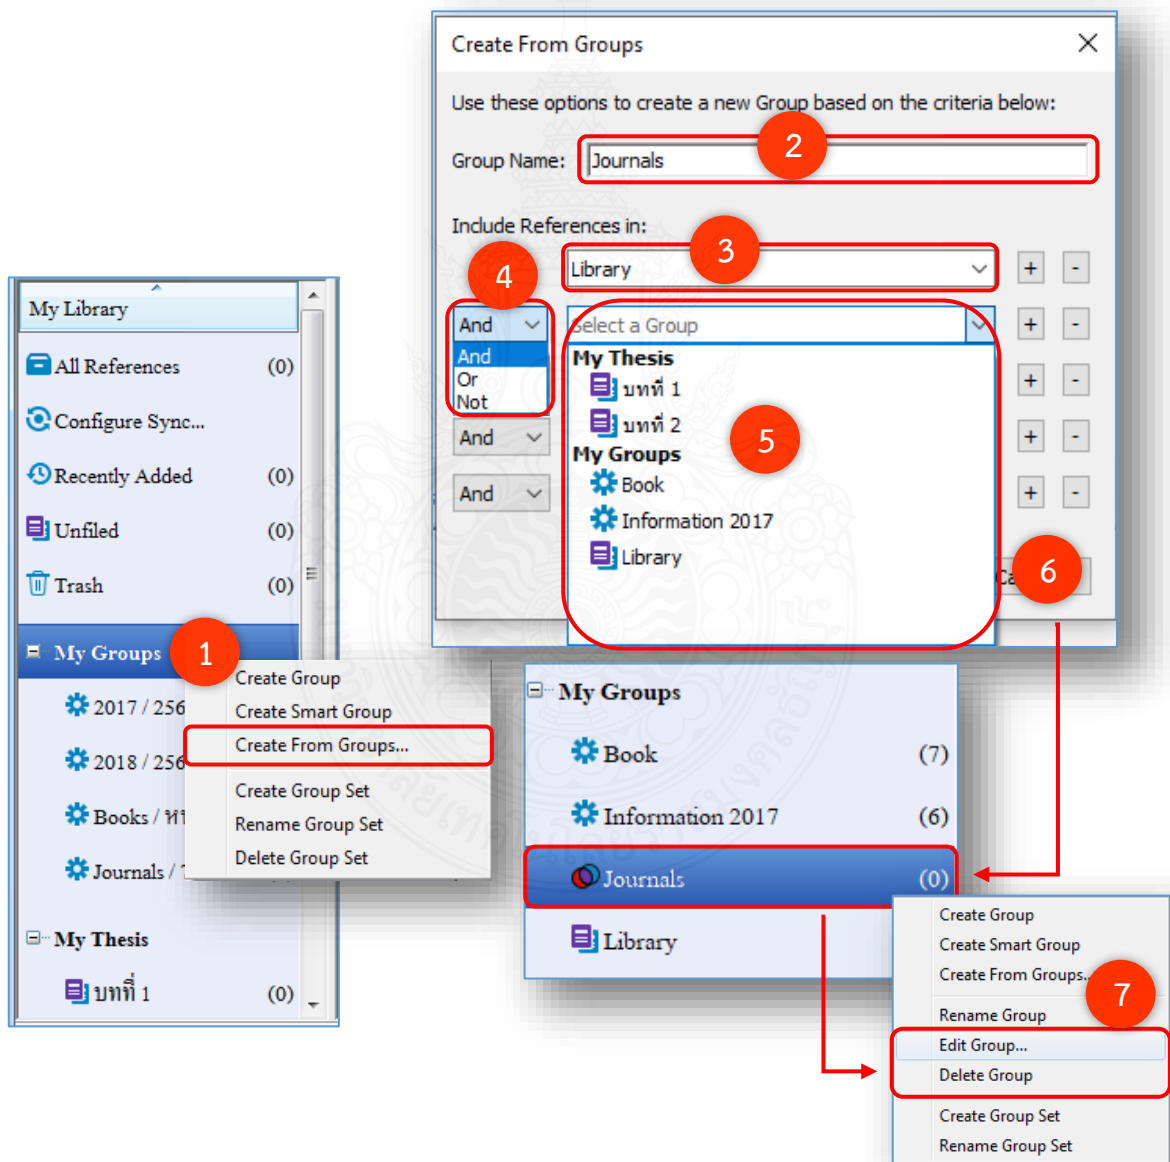 Create From Groups
Use these options to create a new Group based on the criteria below:
2
Group Name: Journals
Include References in:
3
Library
4
And
Select a Group
And
Or
Not
My Thesis
บทที่ 1
บทที่ 2
And
5
My Groups
Book
And
Information 2017
Library
6
My Library
All References (0)
Configure Sync...
Recently Added (0)
Unfiled (0)
Trash (0)
My Groups
1
2017 / 256
2018 / 256
Books /
Journals /
My Thesis
บทที่ 1 (0)
Create Group
Create Smart Group
Create From Groups...
Create Group Set
Rename Group Set
Delete Group Set
My Groups
Book (7)
Information 2017 (6)
Journals (0)
Library
Create Group
Create Smart Group
Create From Groups..
7
Rename Group
Edit Group...
Delete Group
Create Group Set
Rename Group Set